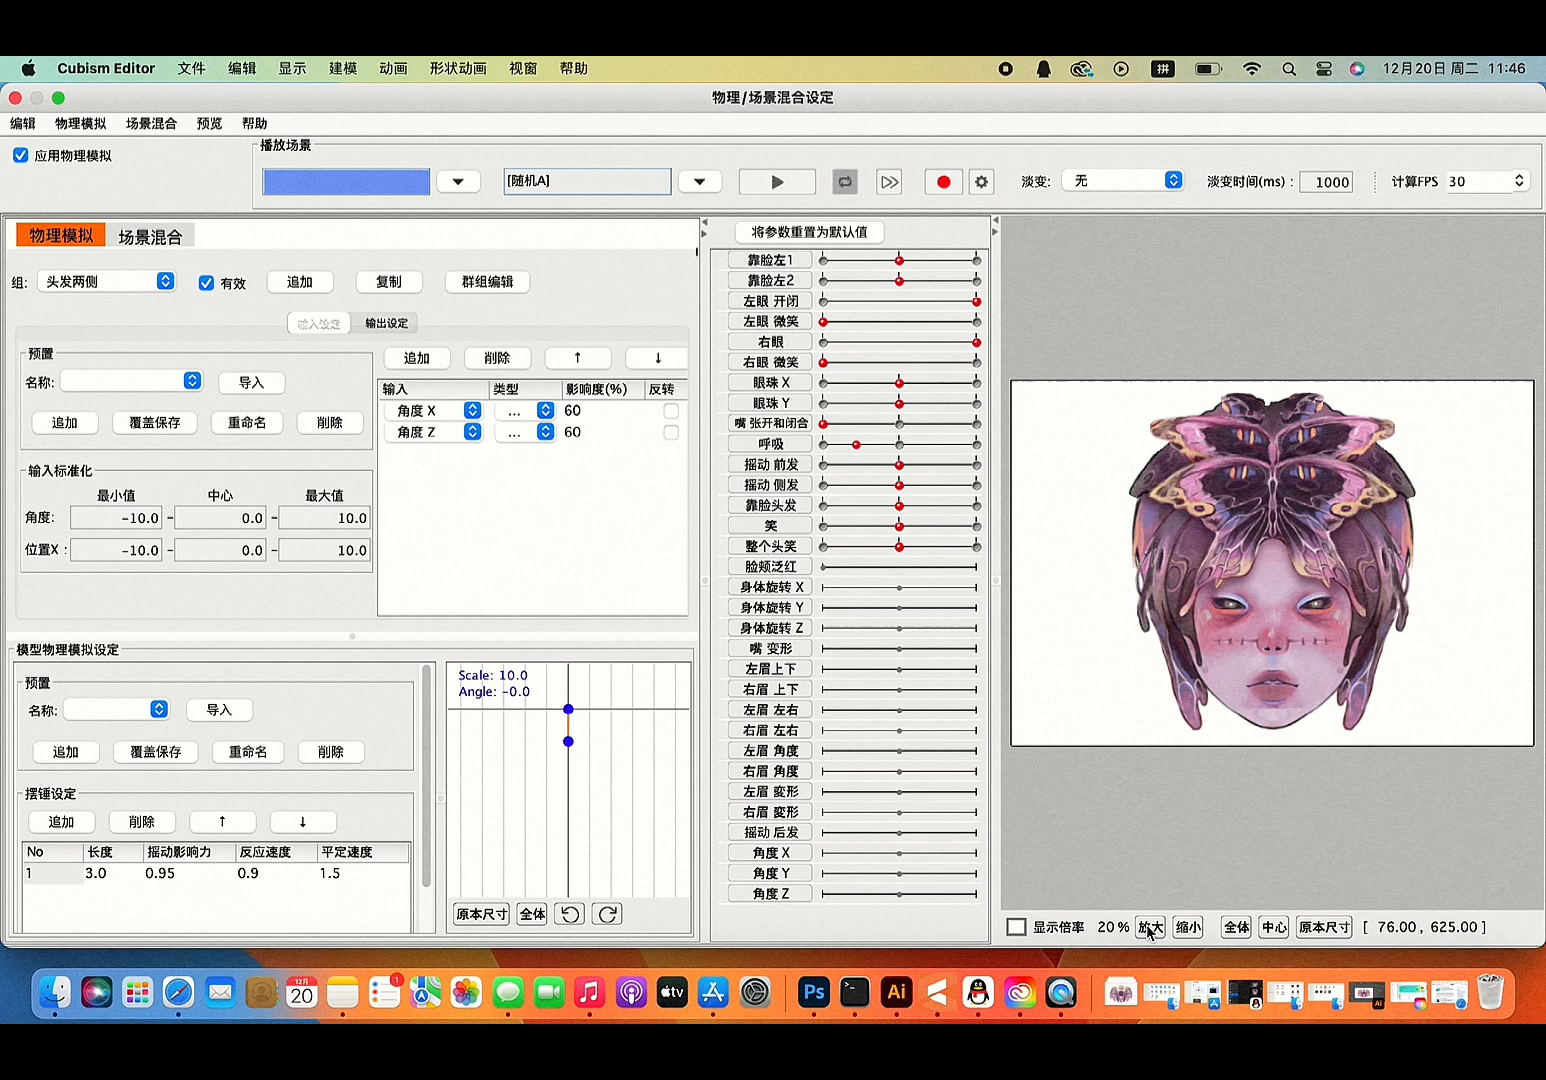 Cubism Editor 文件 编辑 显示 建模 动画 形状动画 视窗 帮助 拼 12月20日 周二 11:46
物理/场景混合设定
编辑 物理模拟 场景混合 预览 帮助
应用物理模拟
播放场景
[随机A]
淡变: 无
淡变时间(ms) : 1000
计算FPS 30
物理模拟 场景混合
组: 头发两侧 有效 追加 复制 群组编辑
输入设定 输出设定
预置
名称: 导入
追加 覆盖保存 重命名 删除
输入标准化
最小值 中心 最大值
角度: -10.0 - 0.0 - 10.0
位置X : -10.0 - 0.0 - 10.0
追加 删除 ↑ ↓
输入 类型 影响度(%) 反转
角度 X ... 60
角度 Z ... 60
模型物理模拟设定
预置
名称: 导入
追加 覆盖保存 重命名 删除
摆锤设定
追加 删除 ↑ ↓
No 长度 摇动影响力 反应速度 平定速度
1 3.0 0.95 0.9 1.5
Scale: 10.0
Angle: -0.0
原本尺寸 全体
将参数重置为默认值
靠脸左1
靠脸左2
左眼 开闭
左眼 微笑
右眼
右眼 微笑
眼珠 X
眼珠 Y
嘴 张开和闭合
呼吸
摇动 前发
摇动 侧发
靠脸头发
笑
整个头笑
脸颊泛红
身体旋转 X
身体旋转 Y
身体旋转 Z
嘴 变形
左眉上下
右眉 上下
左眉 左右
右眉 左右
左眉 角度
右眉 角度
左眉 变形
右眉 变形
摇动 后发
角度 X
角度 Y
角度 Z
显示倍率 20 % 放大 缩小 全体 中心 原本尺寸 [ 76.00 , 625.00 ]
12月
20
1
tv
Ps
Ai